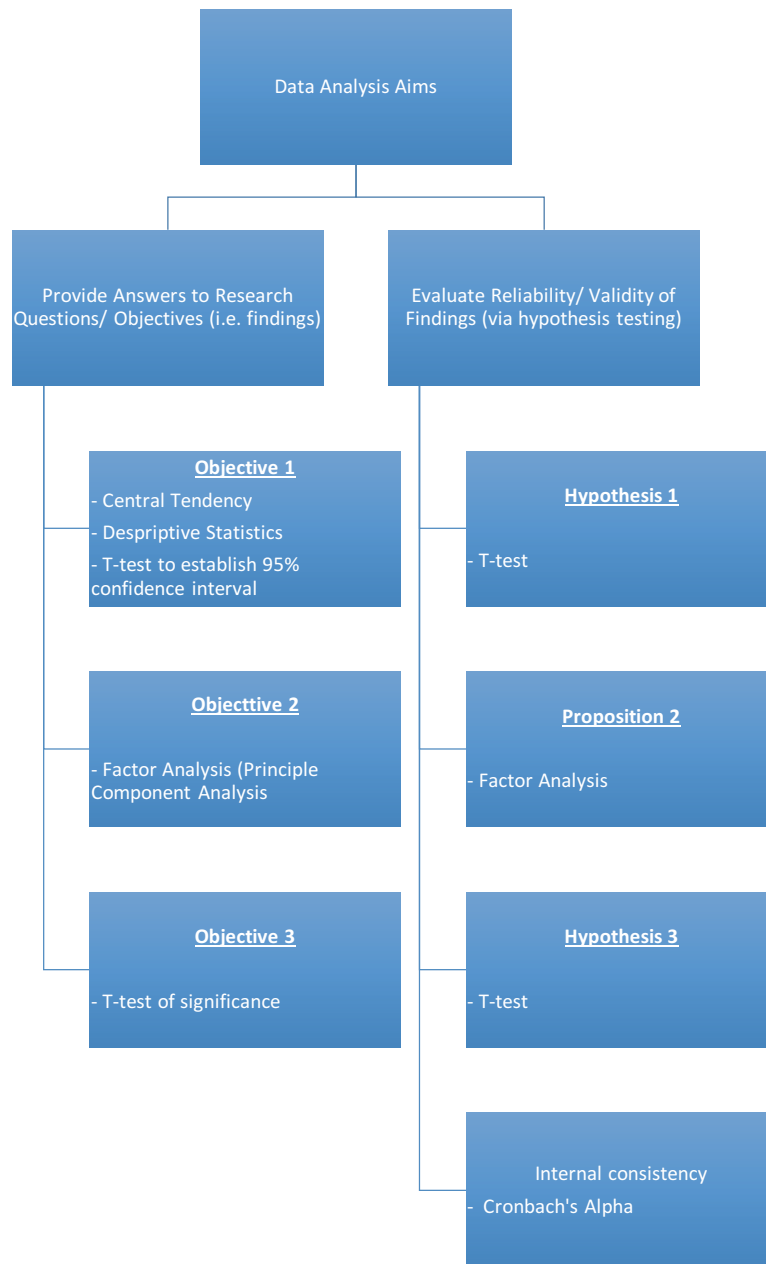 Data Analysis Aims
Provide Answers to Research
Questions/ Objectives (i.e. findings)
Evaluate Reliability/ Validity of
Findings (via hypothesis testing)
Objective 1
- Central Tendency
- Despriptive Statistics
- T-test to establish 95%
confidence interval
Objecttive 2
- Factor Analysis (Principle
Component Analysis
Objective 3
- T-test of significance
Hypothesis 1
- T-test
Proposition 2
- Factor Analysis
Hypothesis 3
- T-test
Internal consistency
- Cronbach's Alpha